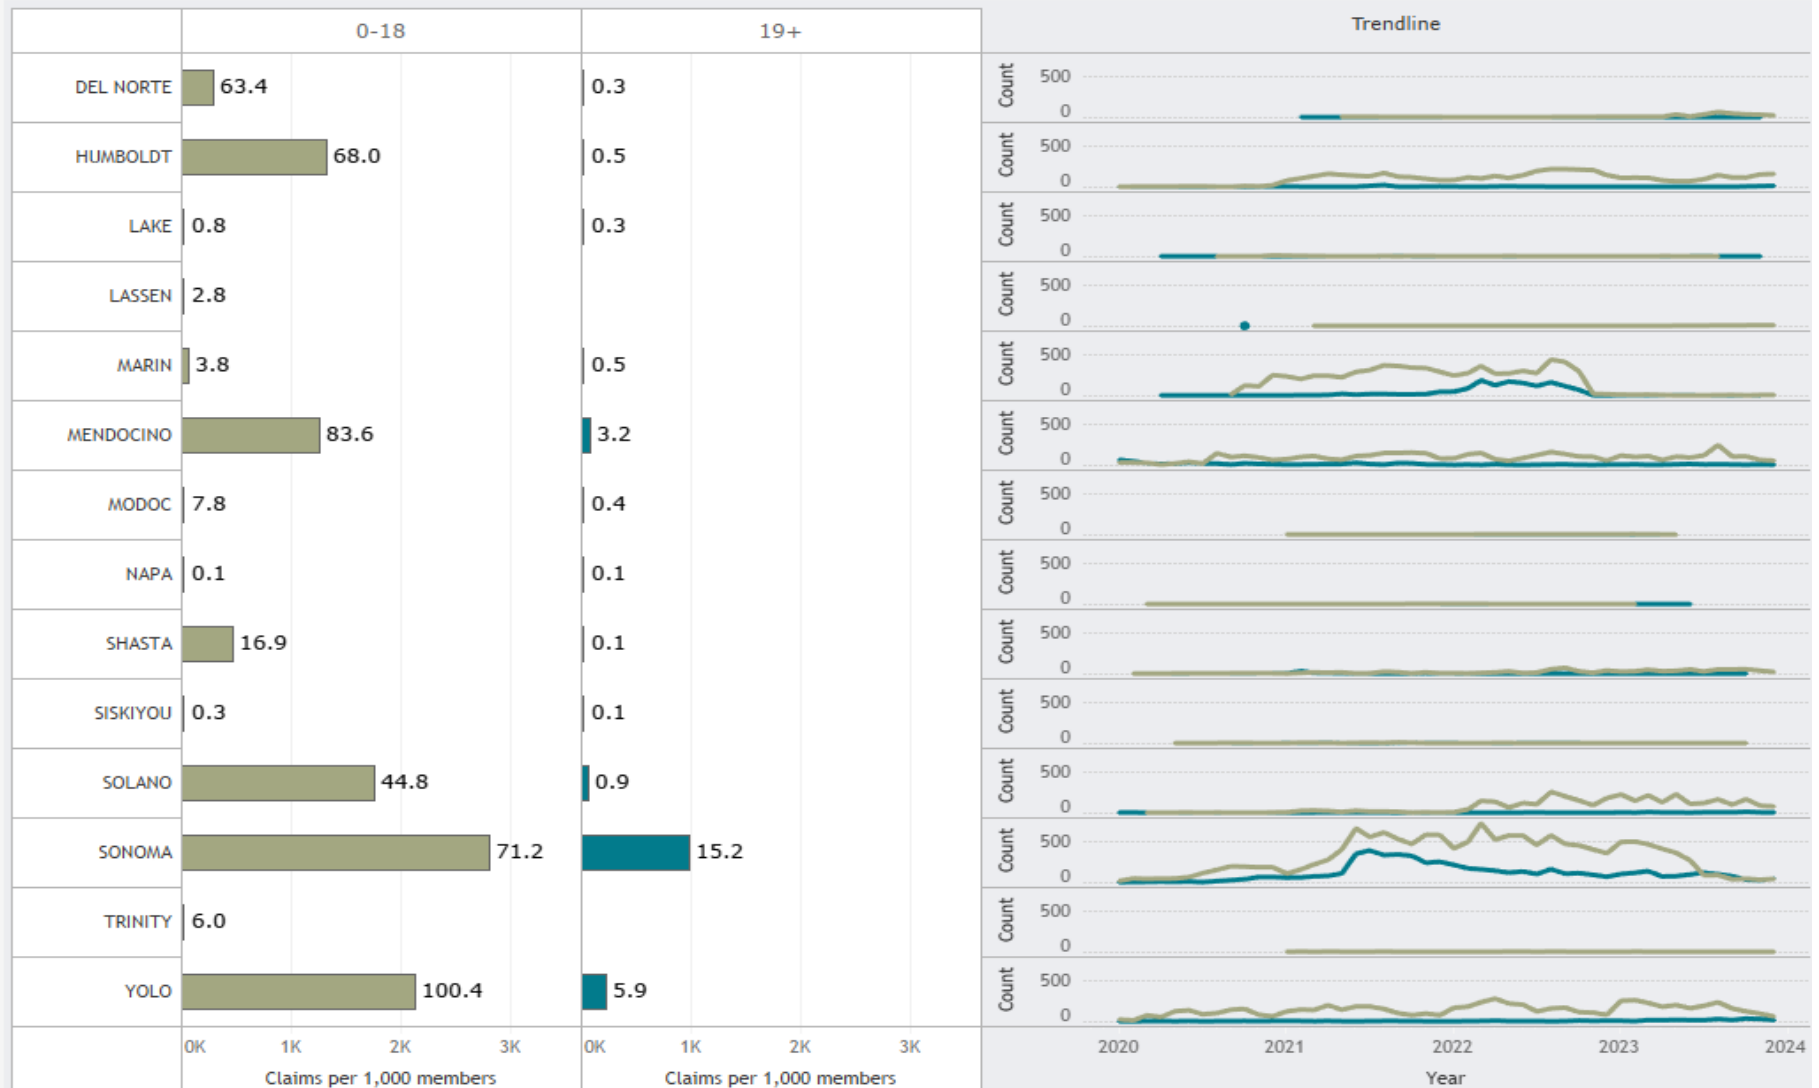 0-18 19+ Trendline
DEL NORTE 63.4 0.3 Count 500 0
HUMBOLDT 68.0 0.5 Count 500 0
LAKE 0.8 0.3 Count 500 0
LASSEN 2.8 Count 500 0
MARIN 3.8 0.5 Count 500 0
MENDOCINO 83.6 3.2 Count 500 0
MODOC 7.8 0.4 Count 500 0
NAPA 0.1 0.1 Count 500 0
SHASTA 16.9 0.1 Count 500 0
SISKIYOU 0.3 0.1 Count 500 0
SOLANO 44.8 0.9 Count 500 0
SONOMA 71.2 15.2 Count 500 0
TRINITY 6.0 Count 500 0
YOLO 100.4 5.9 Count 500 0
0K 1K 2K 3K 0K 1K 2K 3K 2020 2021 2022 2023 2024
Claims per 1,000 members Claims per 1,000 members Year